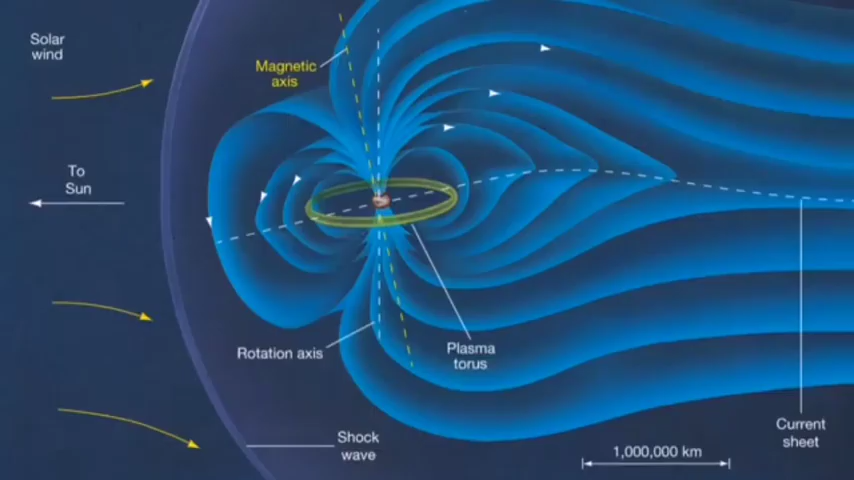 Solar
wind
Magnetic
axis
To
Sun
Rotation axis
Plasma
torus
Shock
wave
1,000,000 km
Current
sheet